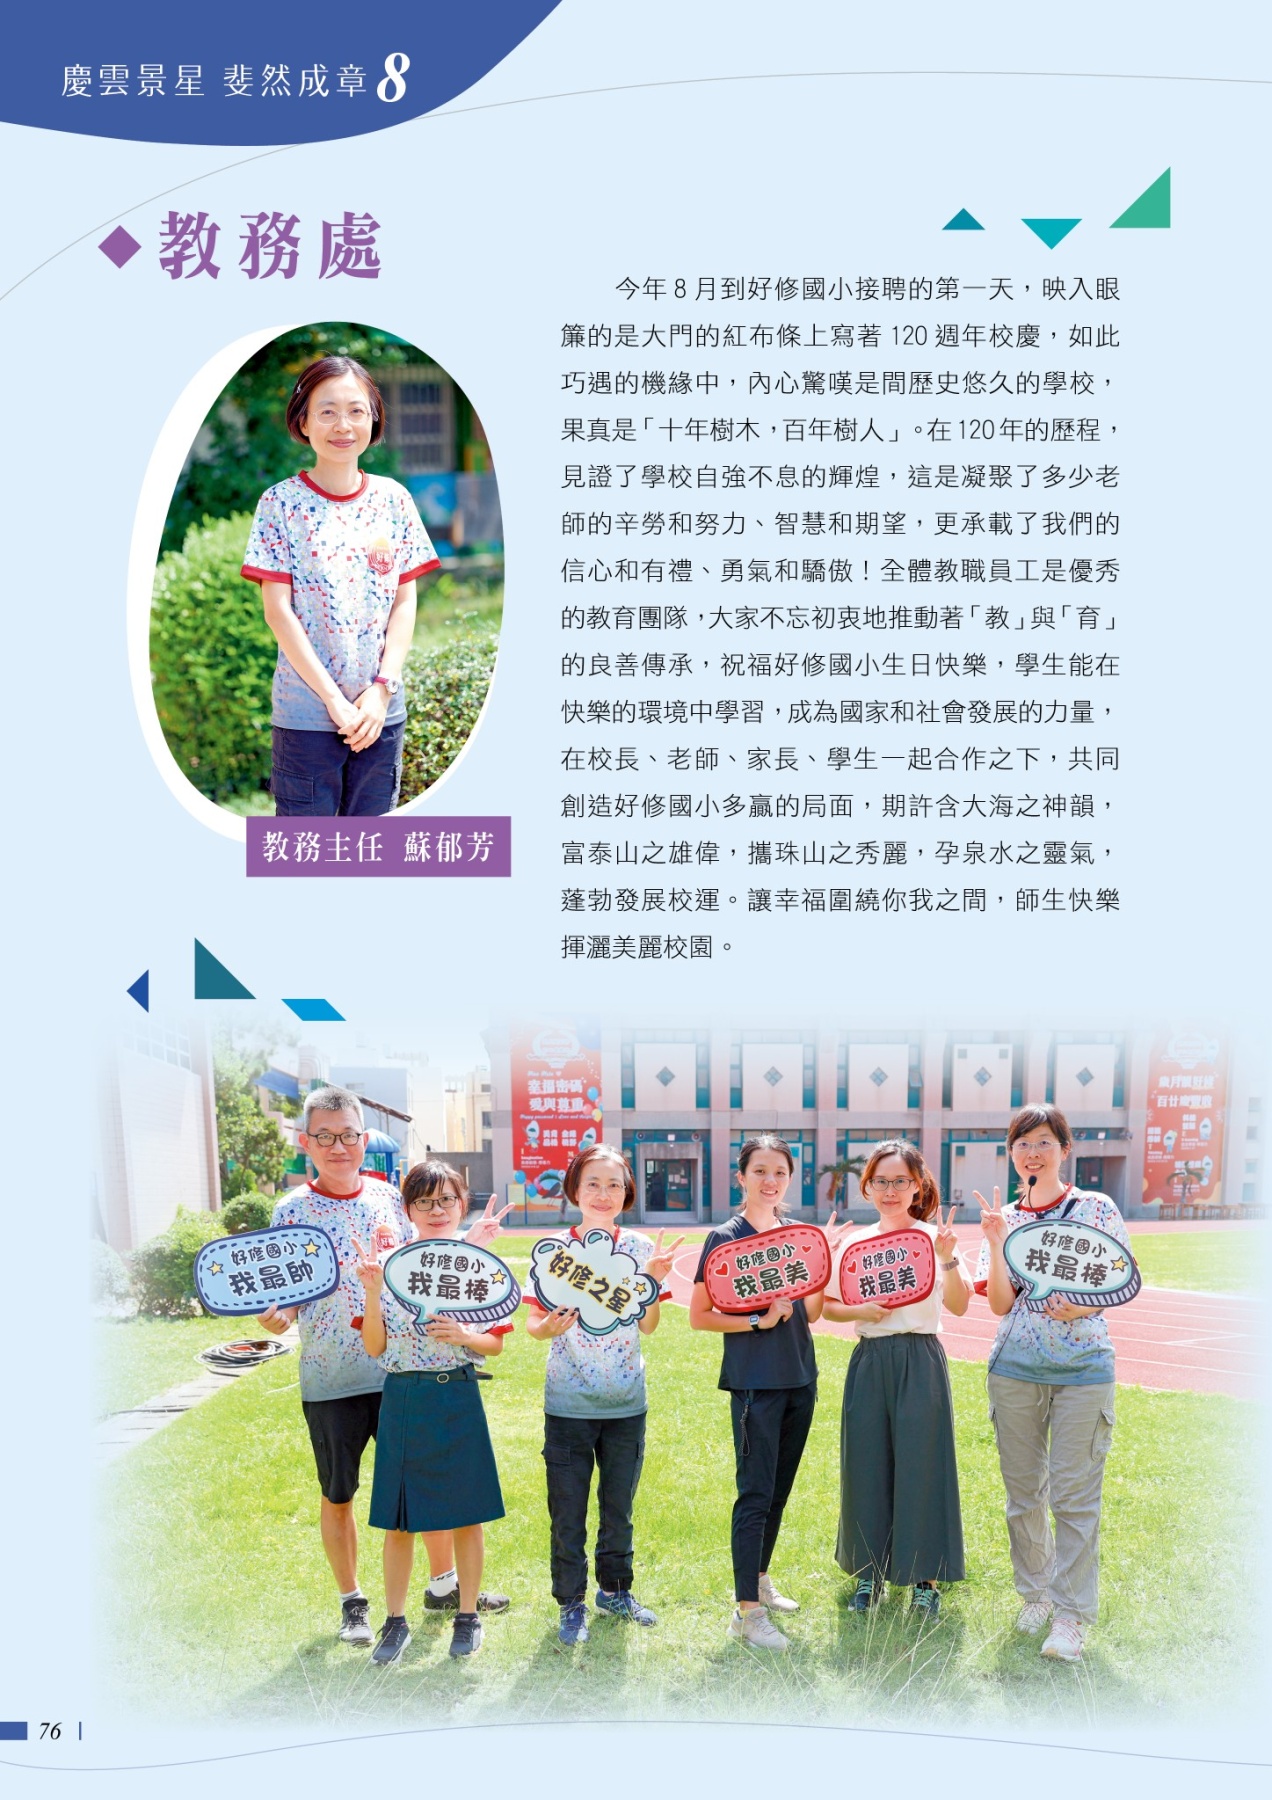 慶雲景星 斐然成章8
教務處
今年8月到好修國小接聘的第一天，映入眼
簾的是大門的紅布條上寫著120週年校慶，如此
巧遇的機緣中，內心驚嘆是間歷史悠久的學校，
果真是「十年樹木，百年樹人」。在120年的歷程，
見證了學校自強不息的輝煌，這是凝聚了多少老
師的辛勞和努力、智慧和期望，更承載了我們的
信心和有禮、勇氣和驕傲！全體教職員工是優秀
的教育團隊，大家不忘初衷地推動著「教」與「育」
的良善傳承，祝福好修國小生日快樂，學生能在
快樂的環境中學習，成為國家和社會發展的力量，
在校長、老師、家長、學生一起合作之下，共同
創造好修國小多贏的局面，期許含大海之神韻，
富泰山之雄偉，攜珠山之秀麗，孕泉水之靈氣，
蓬勃發展校運。讓幸福圍繞你我之間，師生快樂
揮灑美麗校園。
教務主任 蘇郁芳
幸福密碼
愛與尊重
好修國小
我最帥
好修國小
我最棒
好修之星
好修國小
我最美
好修國小
我最美
好修國小
我最棒
76